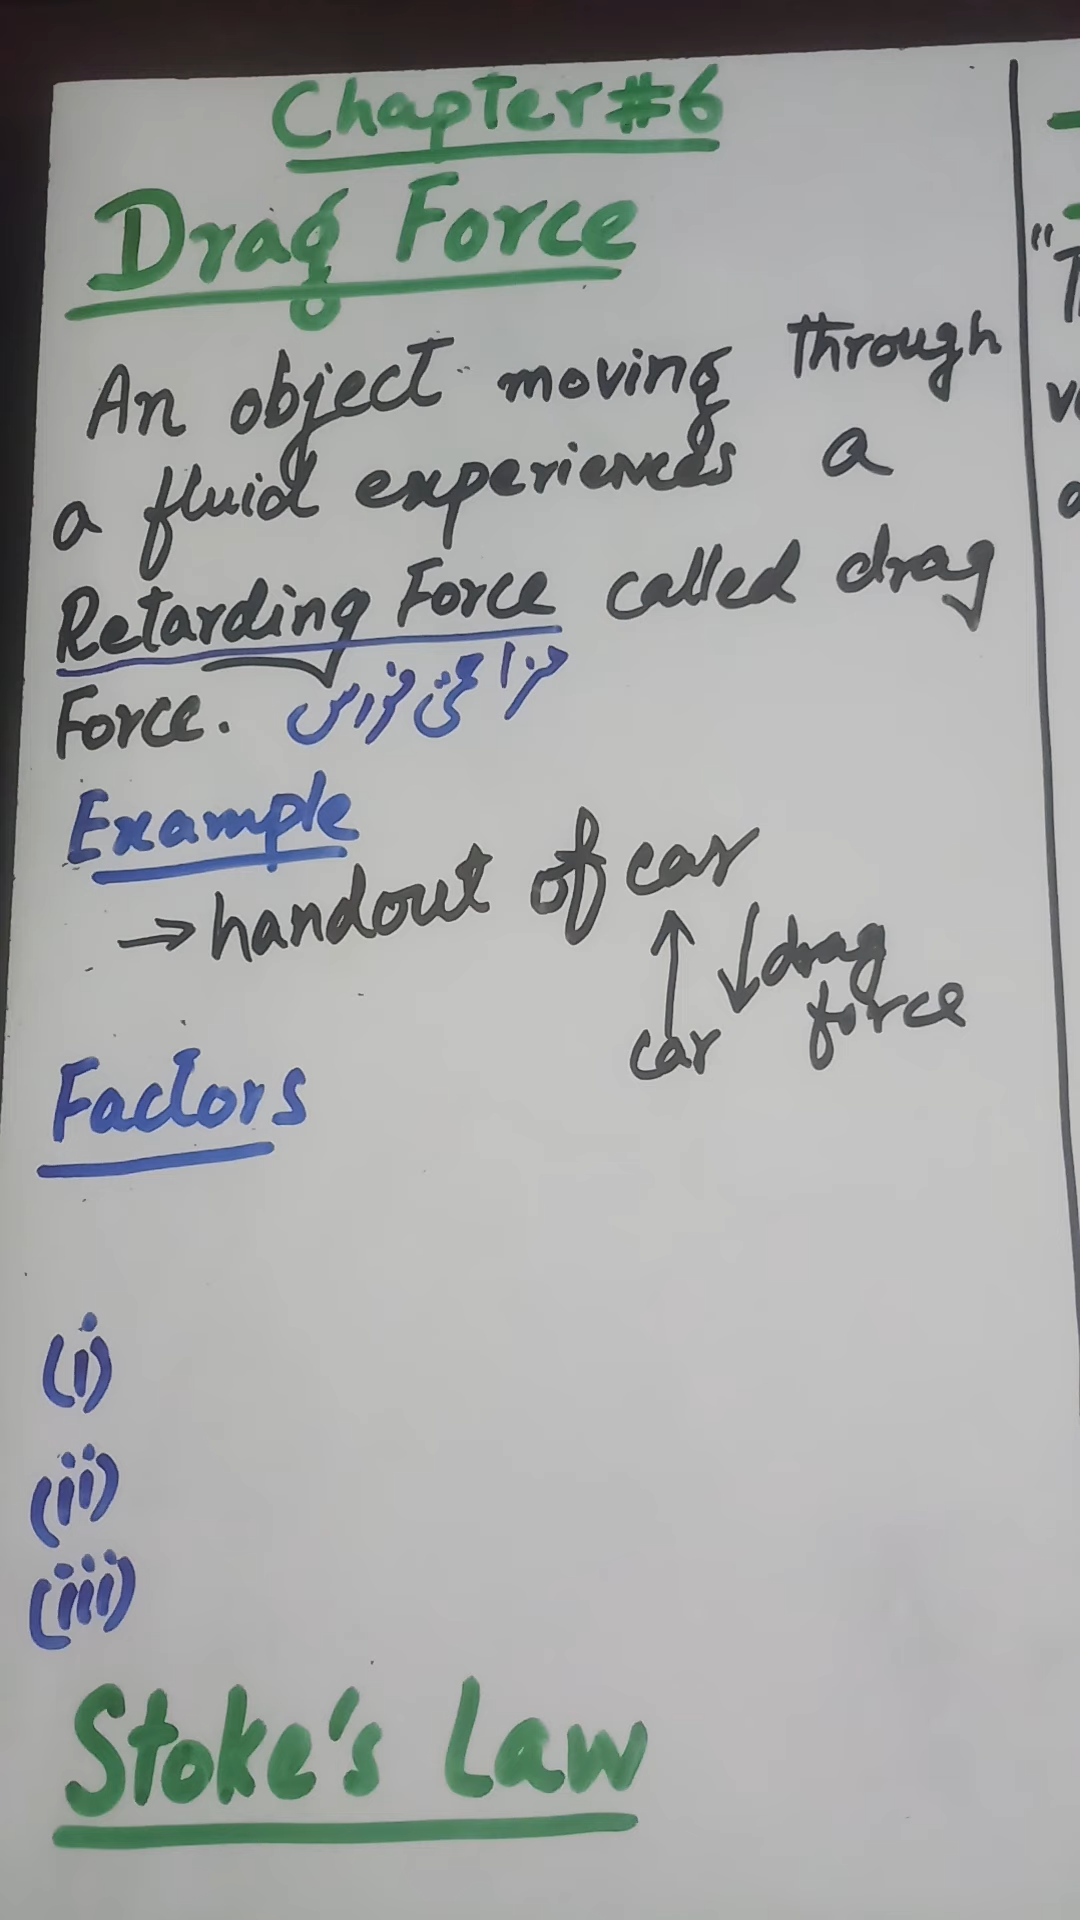 Chapter#6
Drag Force
An object moving through
a fluid experiences a
Retarding Force called drag
Force. مزاحمتی فورس
Example
→ handout of car
↑ ↓ drag
car force
Factors
(i)
(ii)
(iii)
Stoke's Law